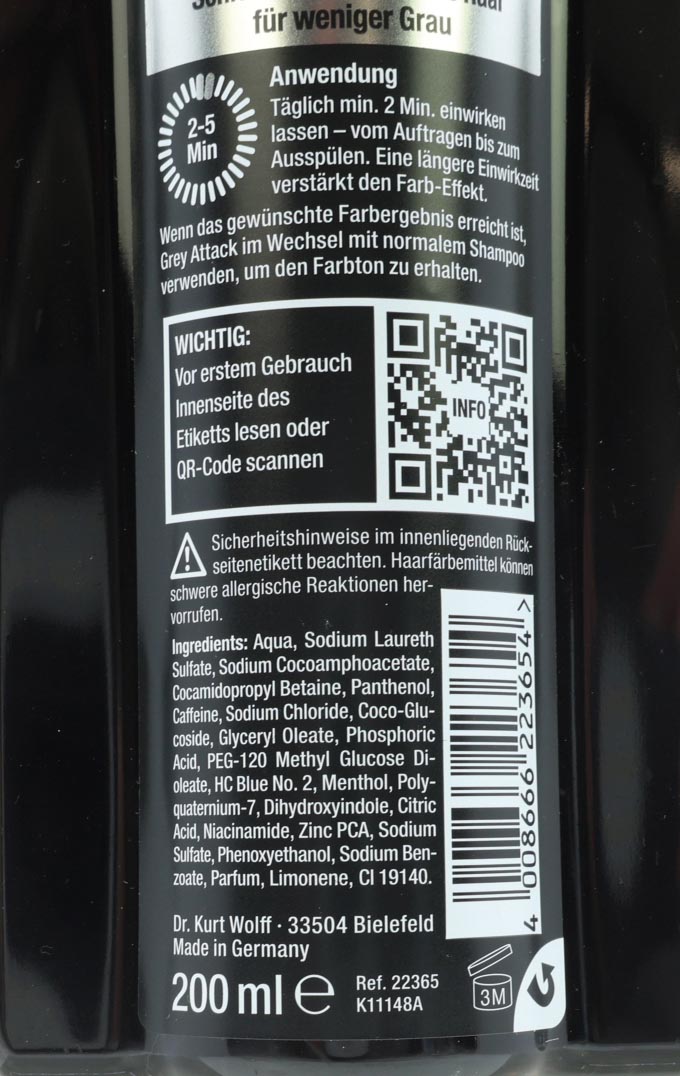 für weniger Grau
Anwendung
2-5
Min
Täglich min. 2 Min. einwirken
lassen – vom Auftragen bis zum
Ausspülen. Eine längere Einwirkzeit
verstärkt den Farb-Effekt.
Wenn das gewünschte Farbergebnis erreicht ist,
Grey Attack im Wechsel mit normalem Shampoo
verwenden, um den Farbton zu erhalten.
WICHTIG:
Vor erstem Gebrauch
Innenseite des
Etiketts lesen oder
QR-Code scannen
INFO
Sicherheitshinweise im innenliegenden Rück-
seitenetikett beachten. Haarfärbemittel können
schwere allergische Reaktionen her-
vorrufen.
Ingredients: Aqua, Sodium Laureth
Sulfate, Sodium Cocoamphoacetate,
Cocamidopropyl Betaine, Panthenol,
Caffeine, Sodium Chloride, Coco-Glu-
coside, Glyceryl Oleate, Phosphoric
Acid, PEG-120 Methyl Glucose Di-
oleate, HC Blue No. 2, Menthol, Poly-
quaternium-7, Dihydroxyindole, Citric
Acid, Niacinamide, Zinc PCA, Sodium
Sulfate, Phenoxyethanol, Sodium Ben-
zoate, Parfum, Limonene, CI 19140.
4 008666 223654 >
Dr. Kurt Wolff · 33504 Bielefeld
Made in Germany
200 ml ℮
Ref. 22365
K11148A
3M